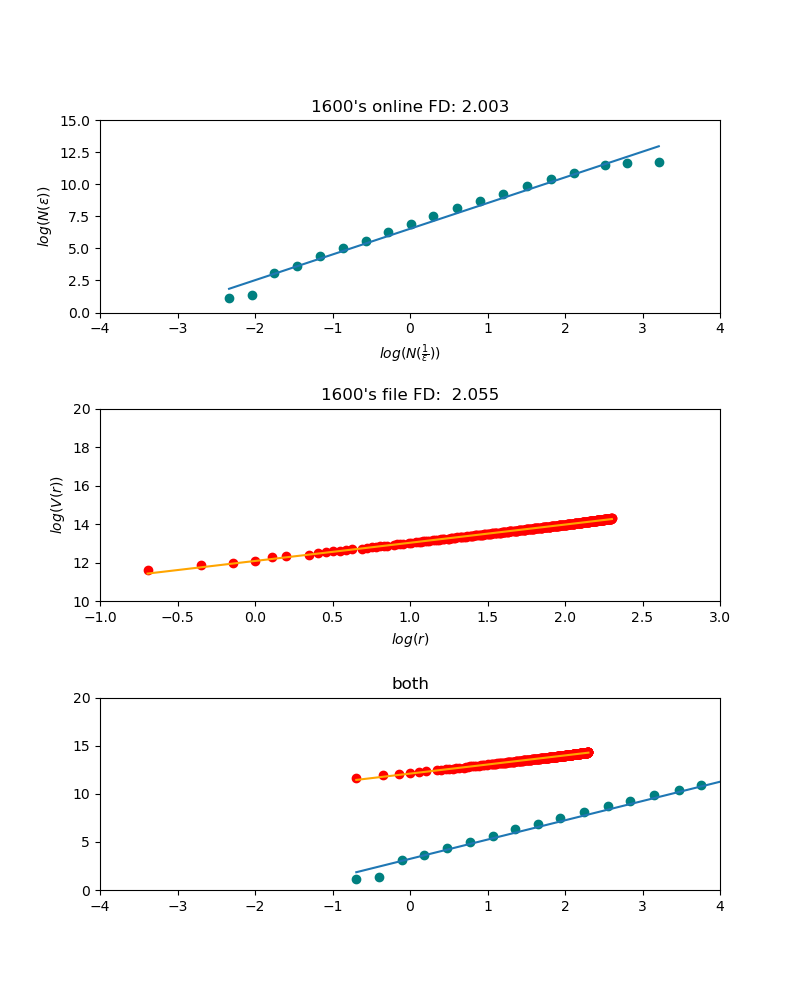 1600's online FD: 2.003
15.0
12.5
10.0
7.5
5.0
2.5
0.0
log(N(ε))
−4 −3 −2 −1 0 1 2 3 4
log(N(1/ε))
1600's file FD:  2.055
20
18
16
14
12
10
log(V(r))
−1.0 −0.5 0.0 0.5 1.0 1.5 2.0 2.5 3.0
log(r)
both
20
15
10
5
0
−4 −3 −2 −1 0 1 2 3 4